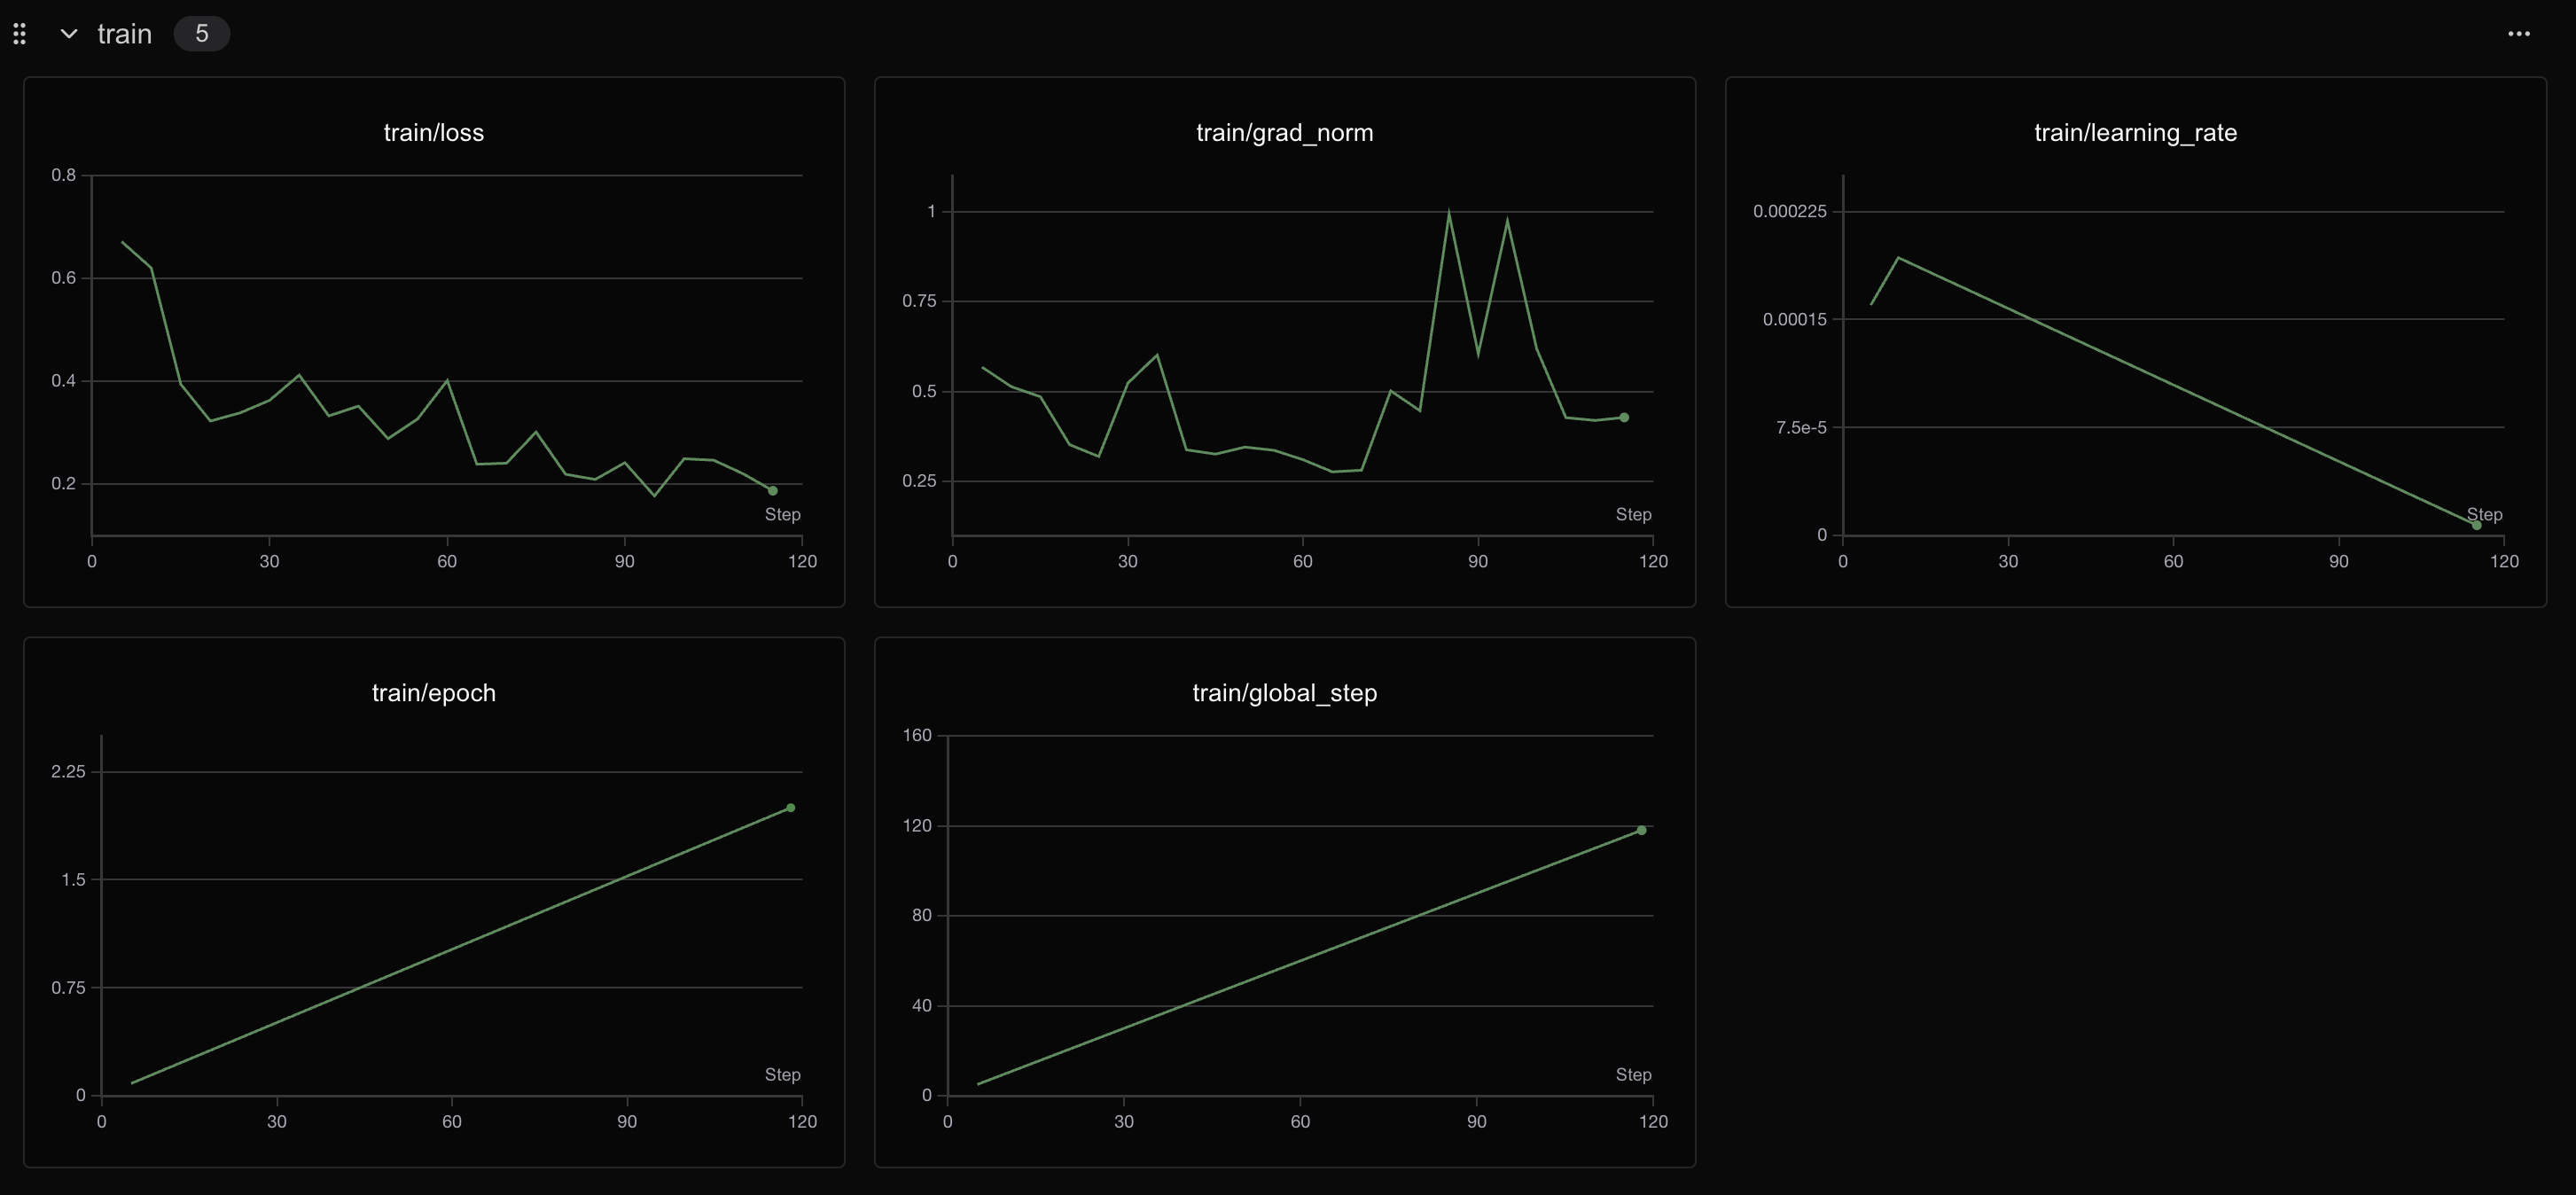 train 5
train/loss
0.8
0.6
0.4
0.2
Step
0 30 60 90 120
train/grad_norm
1
0.75
0.5
0.25
Step
0 30 60 90 120
train/learning_rate
0.000225
0.00015
7.5e-5
0
Step
0 30 60 90 120
train/epoch
2.25
1.5
0.75
0
Step
0 30 60 90 120
train/global_step
160
120
80
40
0
Step
0 30 60 90 120